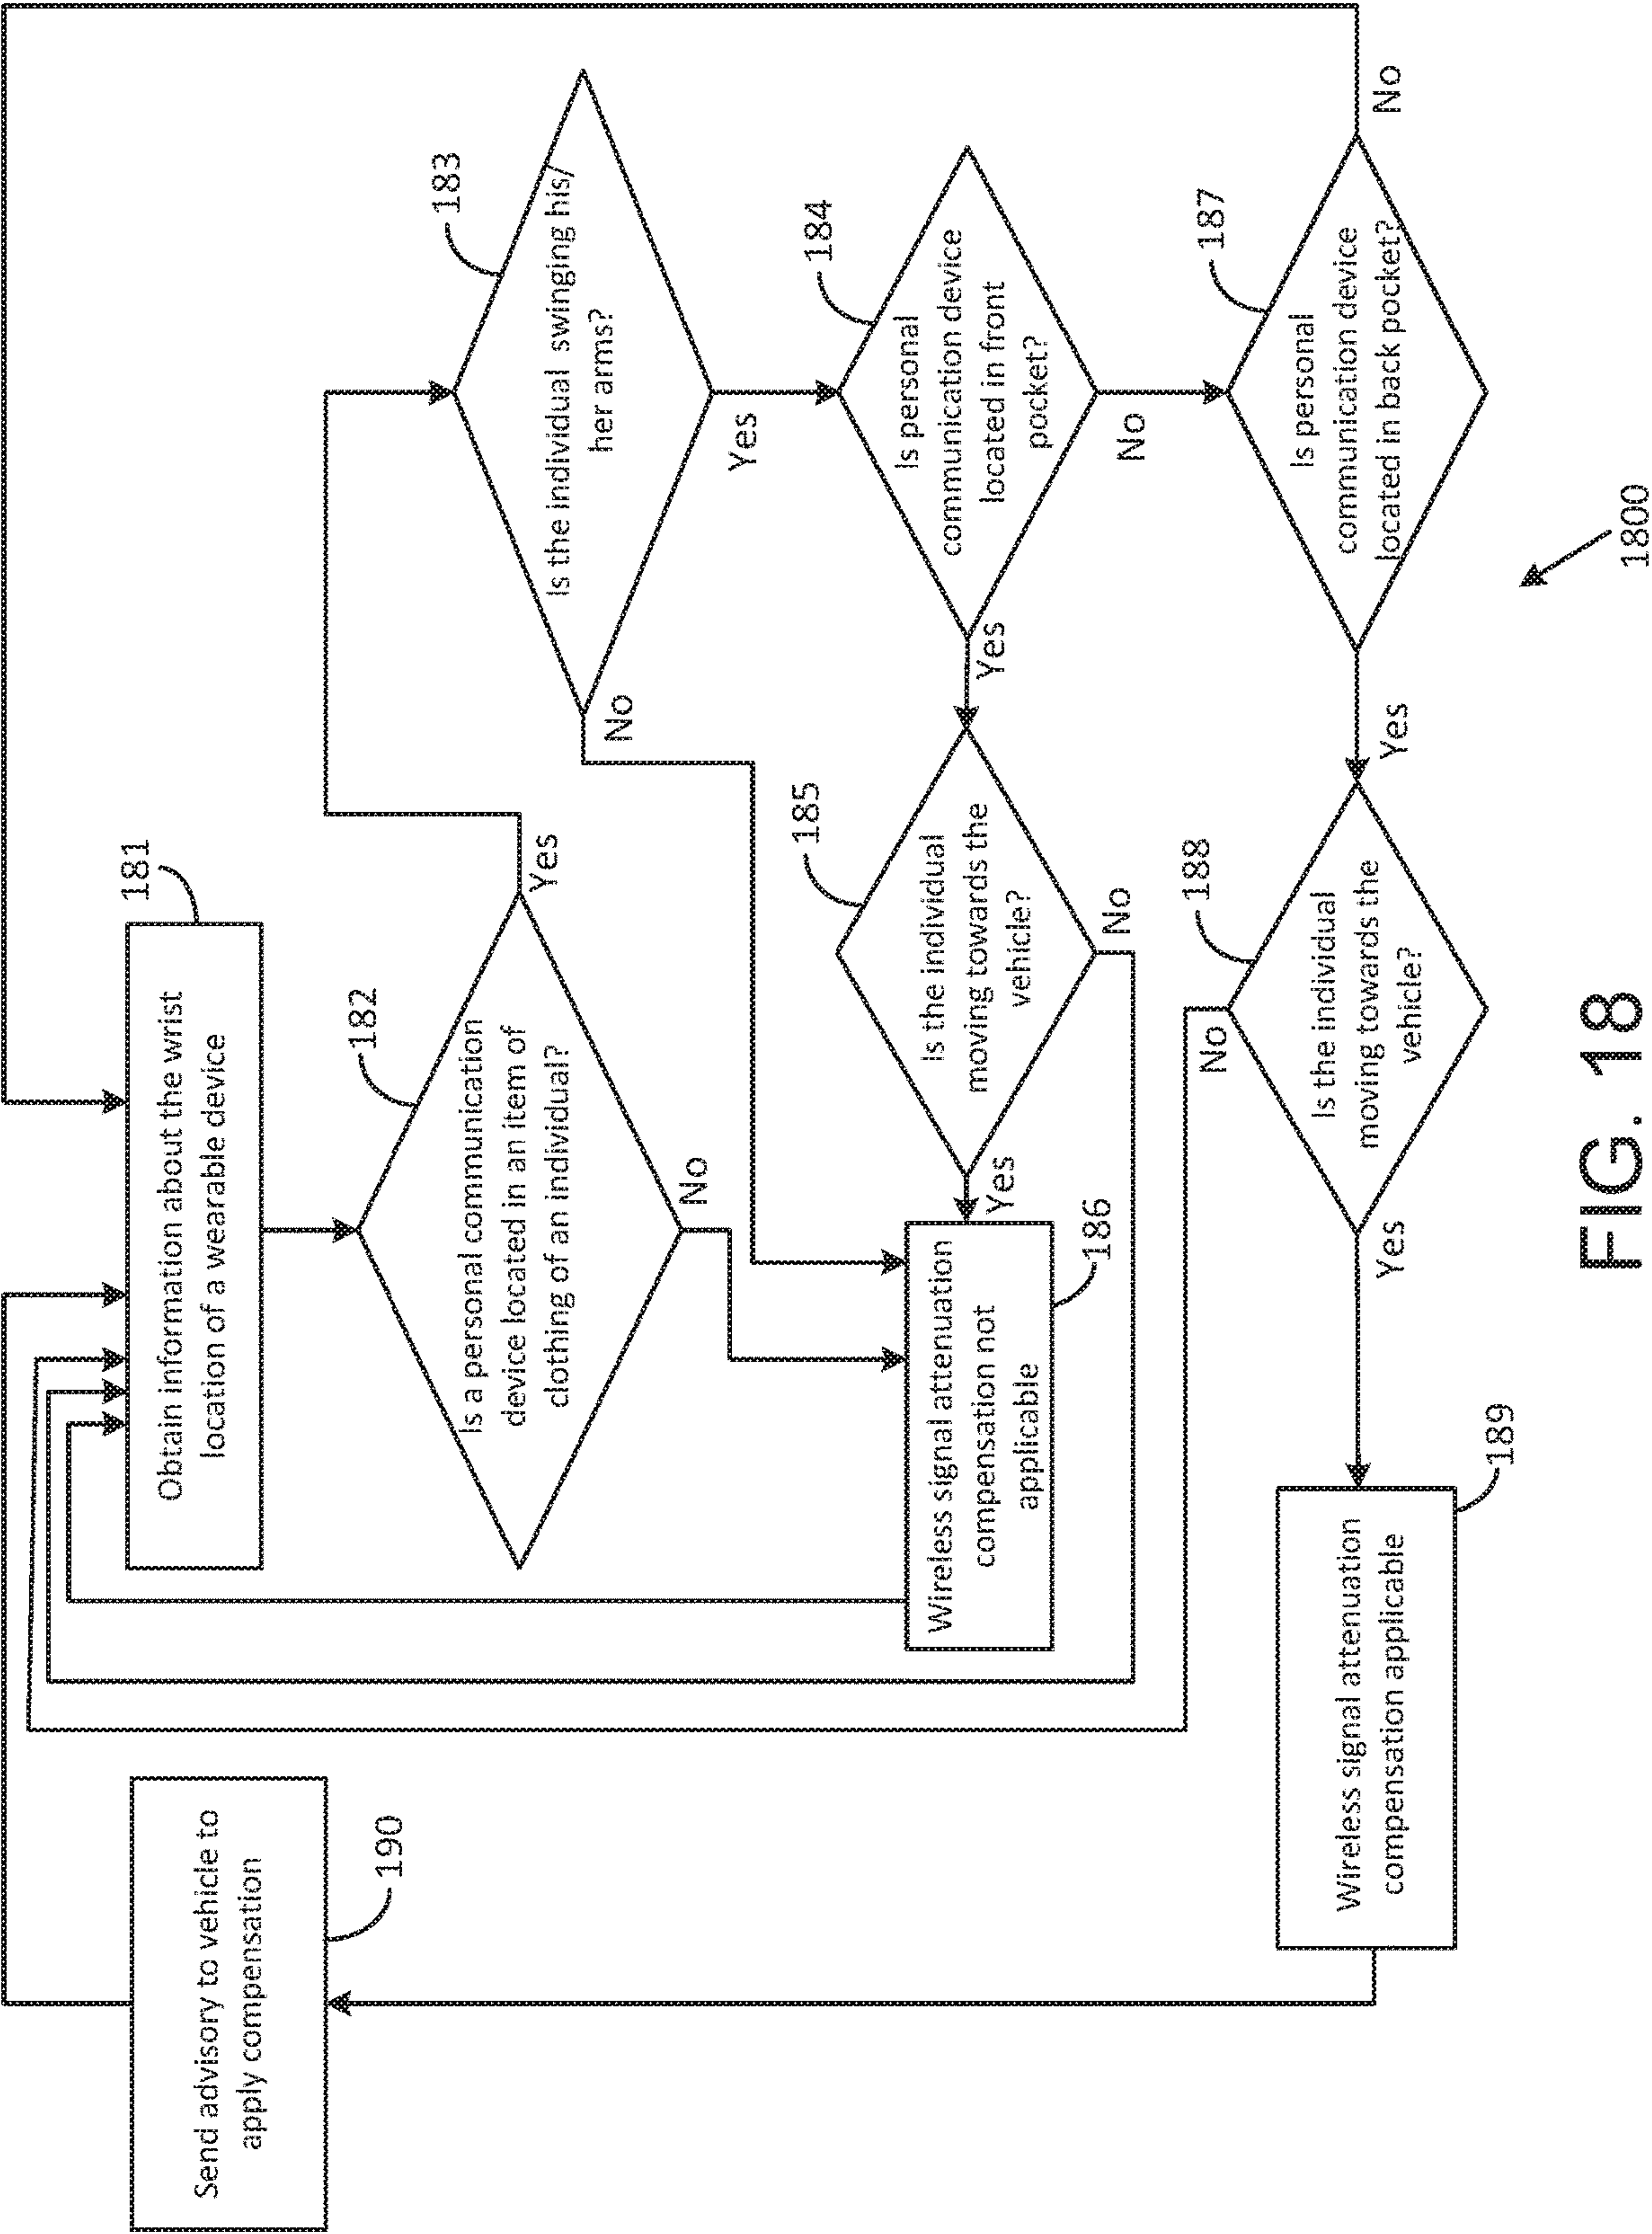 Send advisory to vehicle to
apply compensation
190
Obtain information about the wrist
location of a wearable device
181
Is a personal communication
device located in an item of
clothing of an individual?
182
Yes
No
Is the individual swinging his/
her arms?
183
No
Yes
Is personal
communication device
located in front
pocket?
184
Yes
No
Is the individual
moving towards the
vehicle?
185
Yes
No
Wireless signal attenuation
compensation not
applicable
186
Is personal
communication device
located in back pocket?
187
No
Yes
Is the individual
moving towards the
vehicle?
188
No
Yes
Wireless signal attenuation
compensation applicable
189
1800
FIG. 18